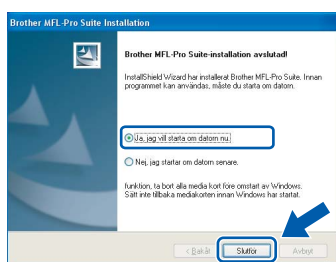 Brother MFL-Pro Suite Installation
Brother MFL-Pro Suite-installation avslutad!
InstallShield Wizard har installerat Brother MFL-Pro Suite. Innan
programmet kan användas, måste du starta om datorn.
Ja, jag vill starta om datorn nu.
Nej, jag startar om datorn senare.
funktion, ta bort alla media kort före omstart av Windows.
Sätt inte tillbaka mediakorten innan Windows har startat.
< Bakåt
Slutför
Avbryt